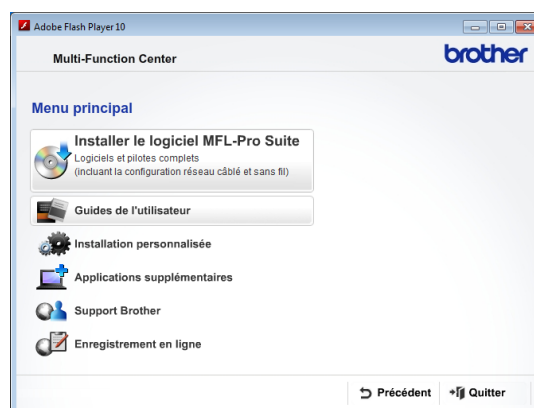 Adobe Flash Player 10
Multi-Function Center
brother
Menu principal
Installer le logiciel MFL-Pro Suite
Logiciels et pilotes complets
(incluant la configuration réseau câblé et sans fil)
Guides de l'utilisateur
Installation personnalisée
Applications supplémentaires
Support Brother
Enregistrement en ligne
Précédent
Quitter